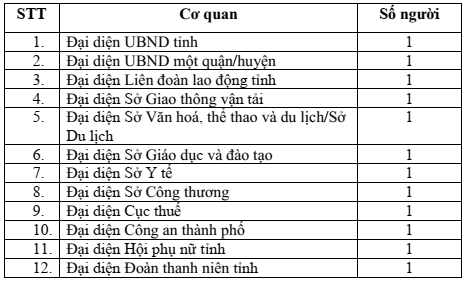 STT Cơ quan Số người
1. Đại diện UBND tỉnh 1
2. Đại diện UBND một quận/huyện 1
3. Đại diện Liên đoàn lao động tỉnh 1
4. Đại diện Sở Giao thông vận tải 1
5. Đại diện Sở Văn hoá, thể thao và du lịch/Sở 1
Du lịch
6. Đại diện Sở Giáo dục và đào tạo 1
7. Đại diện Sở Y tế 1
8. Đại diện Sở Công thương 1
9. Đại diện Cục thuế 1
10. Đại diện Công an thành phố 1
11. Đại diện Hội phụ nữ tỉnh 1
12. Đại diện Đoàn thanh niên tỉnh 1